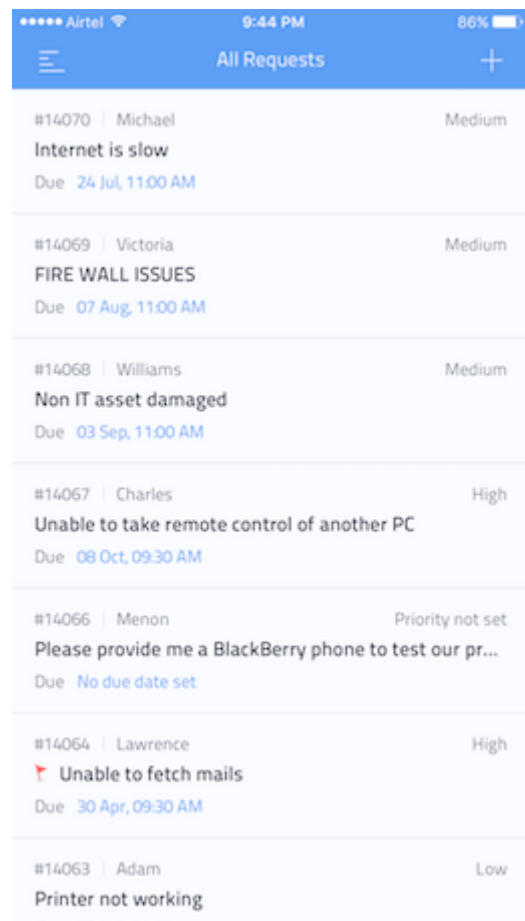 Airtel 9:44 PM 86%
All Requests
#14070 Michael Medium
Internet is slow
Due 24 Jul, 11:00 AM
#14069 Victoria Medium
FIRE WALL ISSUES
Due 07 Aug, 11:00 AM
#14068 Williams Medium
Non IT asset damaged
Due 03 Sep, 11:00 AM
#14067 Charles High
Unable to take remote control of another PC
Due 08 Oct, 09:30 AM
#14066 Menon Priority not set
Please provide me a BlackBerry phone to test our pr...
Due No due date set
#14064 Lawrence High
Unable to fetch mails
Due 30 Apr, 09:30 AM
#14063 Adam Low
Printer not working